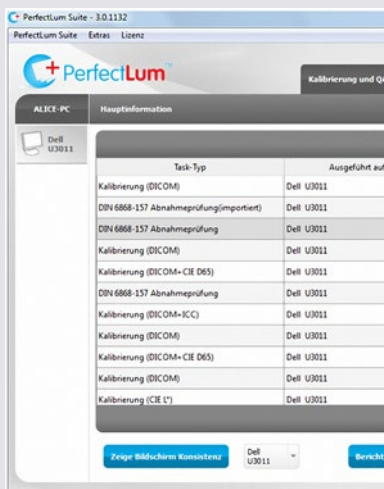 PerfectLum Suite - 3.0.1132
PerfectLum Suite Extras Lizenz
PerfectLum™
Kalibrierung und QA
ALICE-PC Hauptinformation
Dell
U3011
Task-Typ Ausgeführt auf
Kalibrierung (DICOM) Dell U3011
DIN 6868-157 Abnahmeprüfung(importiert) Dell U3011
DIN 6868-157 Abnahmeprüfung Dell U3011
Kalibrierung (DICOM) Dell U3011
Kalibrierung (DICOM+CIE D65) Dell U3011
DIN 6868-157 Abnahmeprüfung Dell U3011
Kalibrierung (DICOM+ICC) Dell U3011
Kalibrierung (DICOM) Dell U3011
Kalibrierung (DICOM+CIE D65) Dell U3011
Kalibrierung (DICOM) Dell U3011
Kalibrierung (CIE L*) Dell U3011
Zeige Bildschirm Konsistenz
Dell
U3011
Bericht